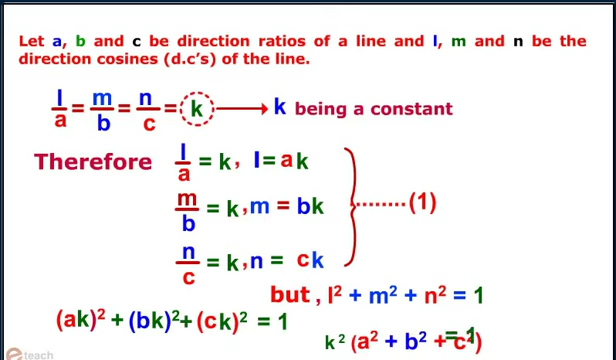 Let a, b and c be direction ratios of a line and l, m and n be the
direction cosines (d.c's) of the line.
l/a = m/b = n/c = k → k being a constant
Therefore l/a = k, l = ak
m/b = k, m = bk ........(1)
n/c = k, n = ck
but, l² + m² + n² = 1
(ak)² + (bk)² + (ck)² = 1
k² (a² + b² + c²) = 1
eteach